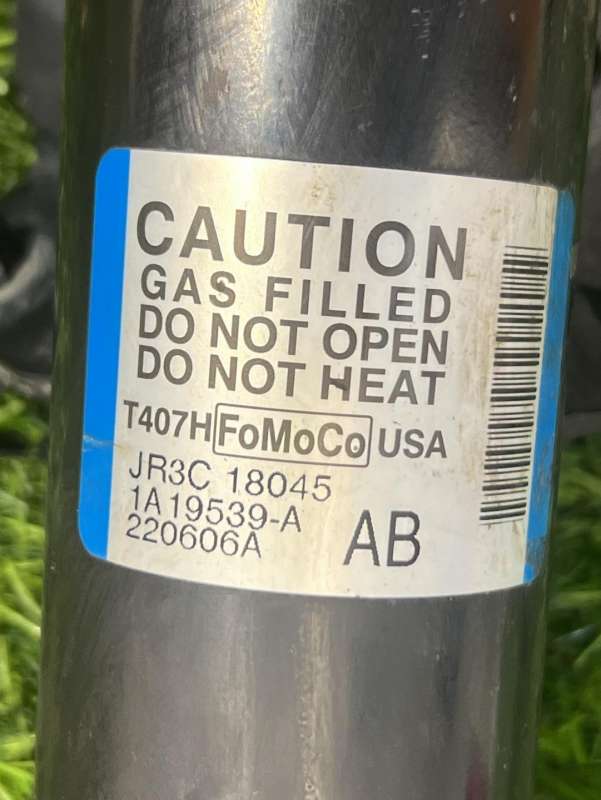 CAUTION
GAS FILLED
DO NOT OPEN
DO NOT HEAT
T407H FoMoCo USA
JR3C 18045
1A19539-A
220606A
AB